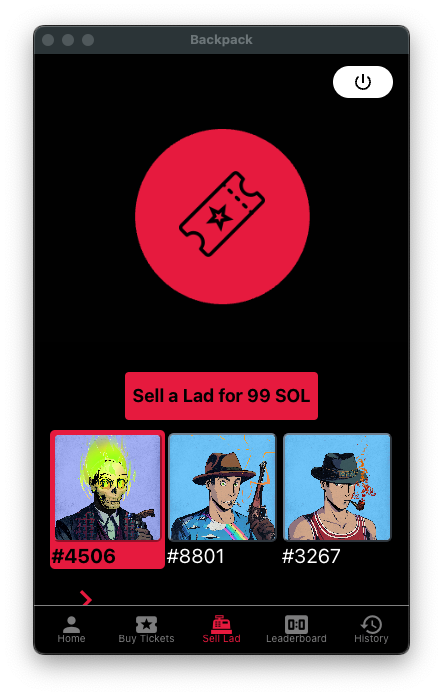 Backpack
Sell a Lad for 99 SOL
#4506
#8801
#3267
Home
Buy Tickets
Sell Lad
Leaderboard
History